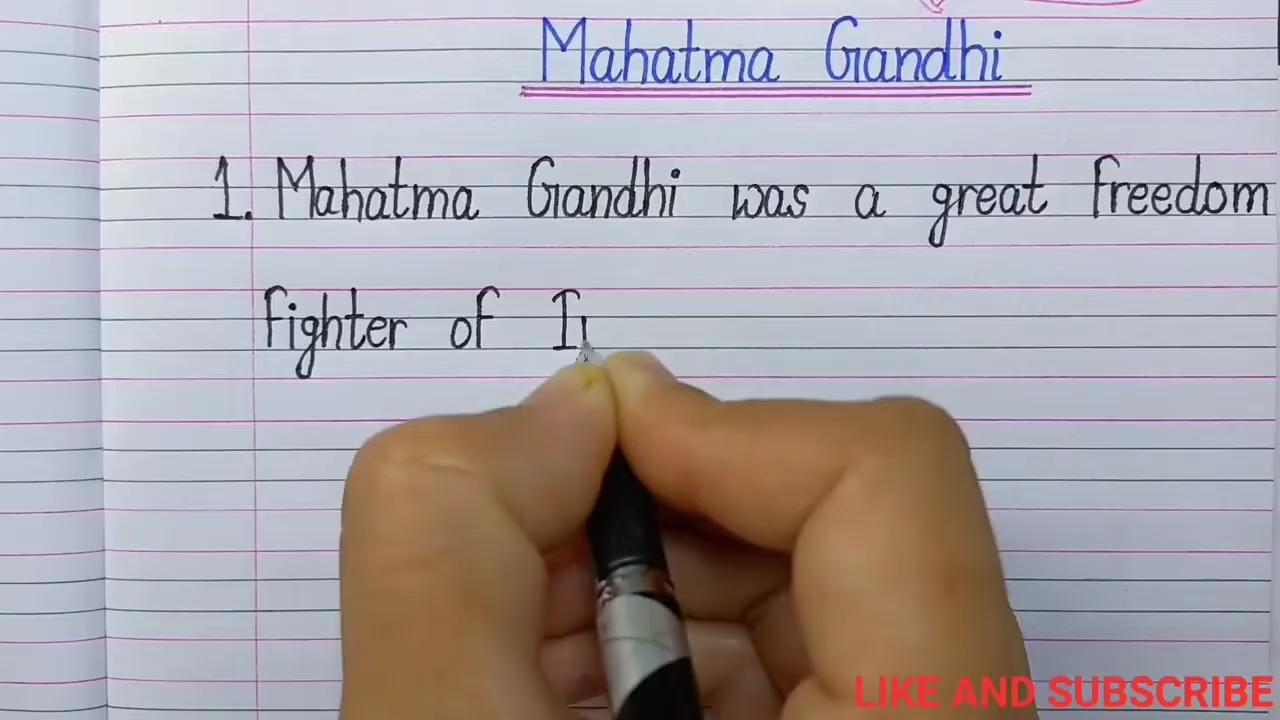 Mahatma Gandhi
1. Mahatma Gandhi was a great freedom
fighter of I
LIKE AND SUBSCRIBE